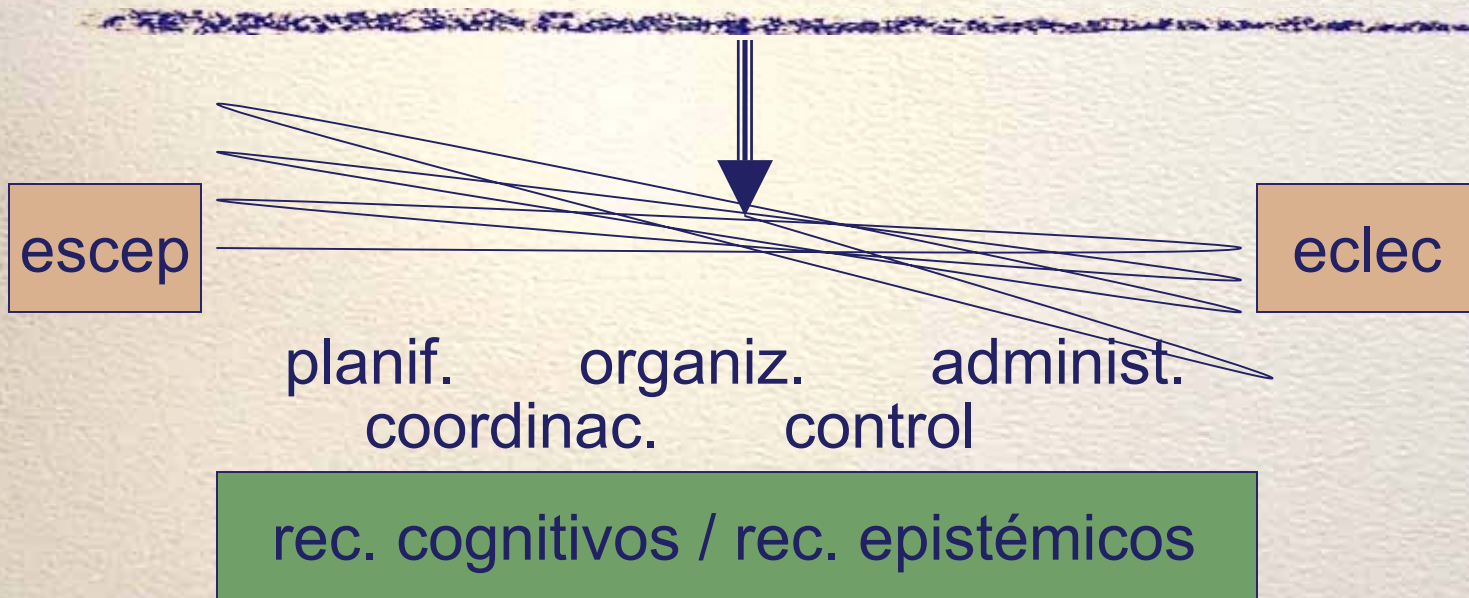 escep
eclec
planif. organiz. administ.
coordinac. control
rec. cognitivos / rec. epistémicos